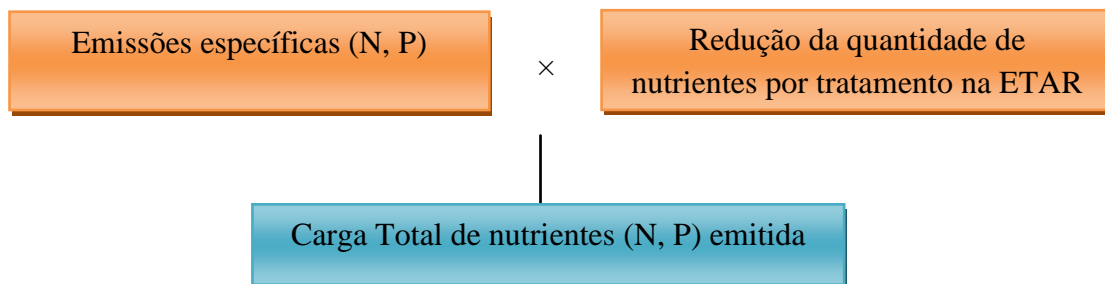 Emissões específicas (N, P)
×
Redução da quantidade de
nutrientes por tratamento na ETAR
Carga Total de nutrientes (N, P) emitida